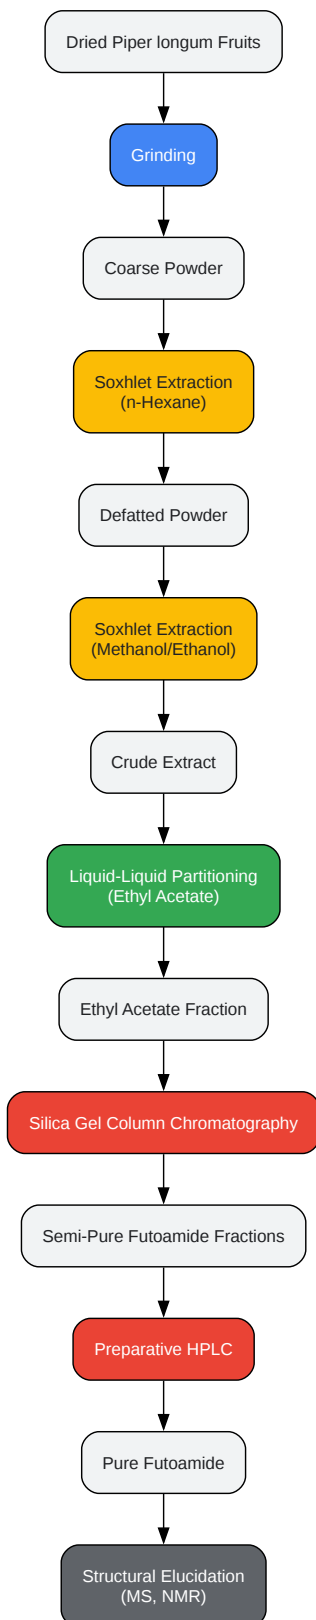 Dried Piper longum Fruits
Grinding
Coarse Powder
Soxhlet Extraction
(n-Hexane)
Defatted Powder
Soxhlet Extraction
(Methanol/Ethanol)
Crude Extract
Liquid-Liquid Partitioning
(Ethyl Acetate)
Ethyl Acetate Fraction
Silica Gel Column Chromatography
Semi-Pure Futoamide Fractions
Preparative HPLC
Pure Futoamide
Structural Elucidation
(MS, NMR)